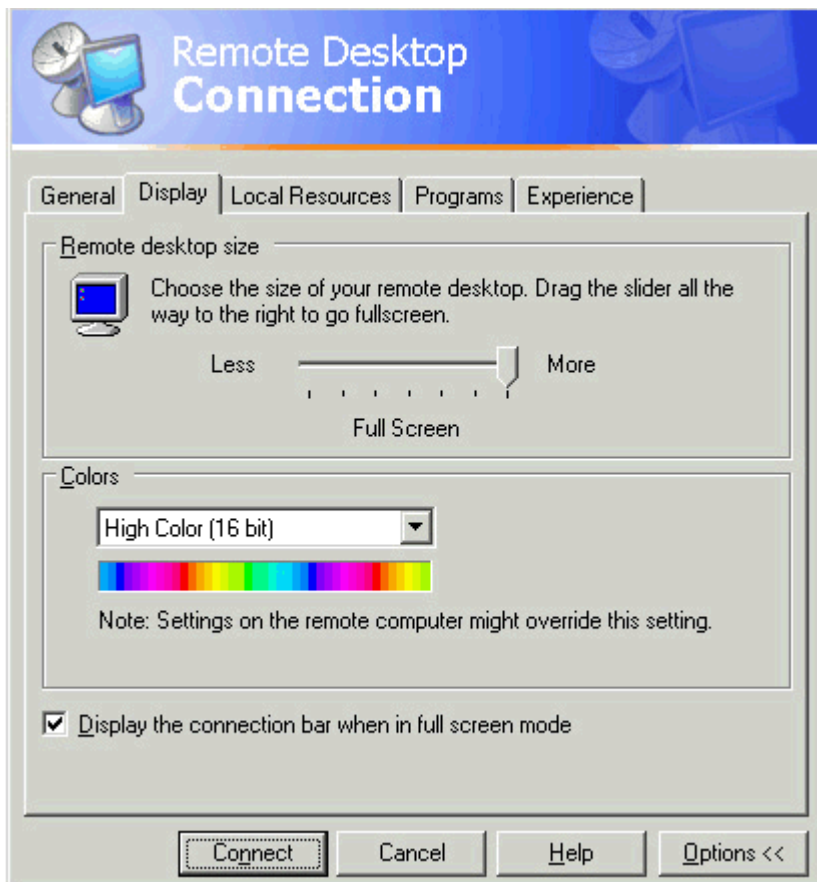 Remote Desktop
Connection
General Display Local Resources Programs Experience
Remote desktop size
Choose the size of your remote desktop. Drag the slider all the
way to the right to go fullscreen.
Less More
Full Screen
Colors
High Color (16 bit)
Note: Settings on the remote computer might override this setting.
Display the connection bar when in full screen mode
Connect Cancel Help Options <<